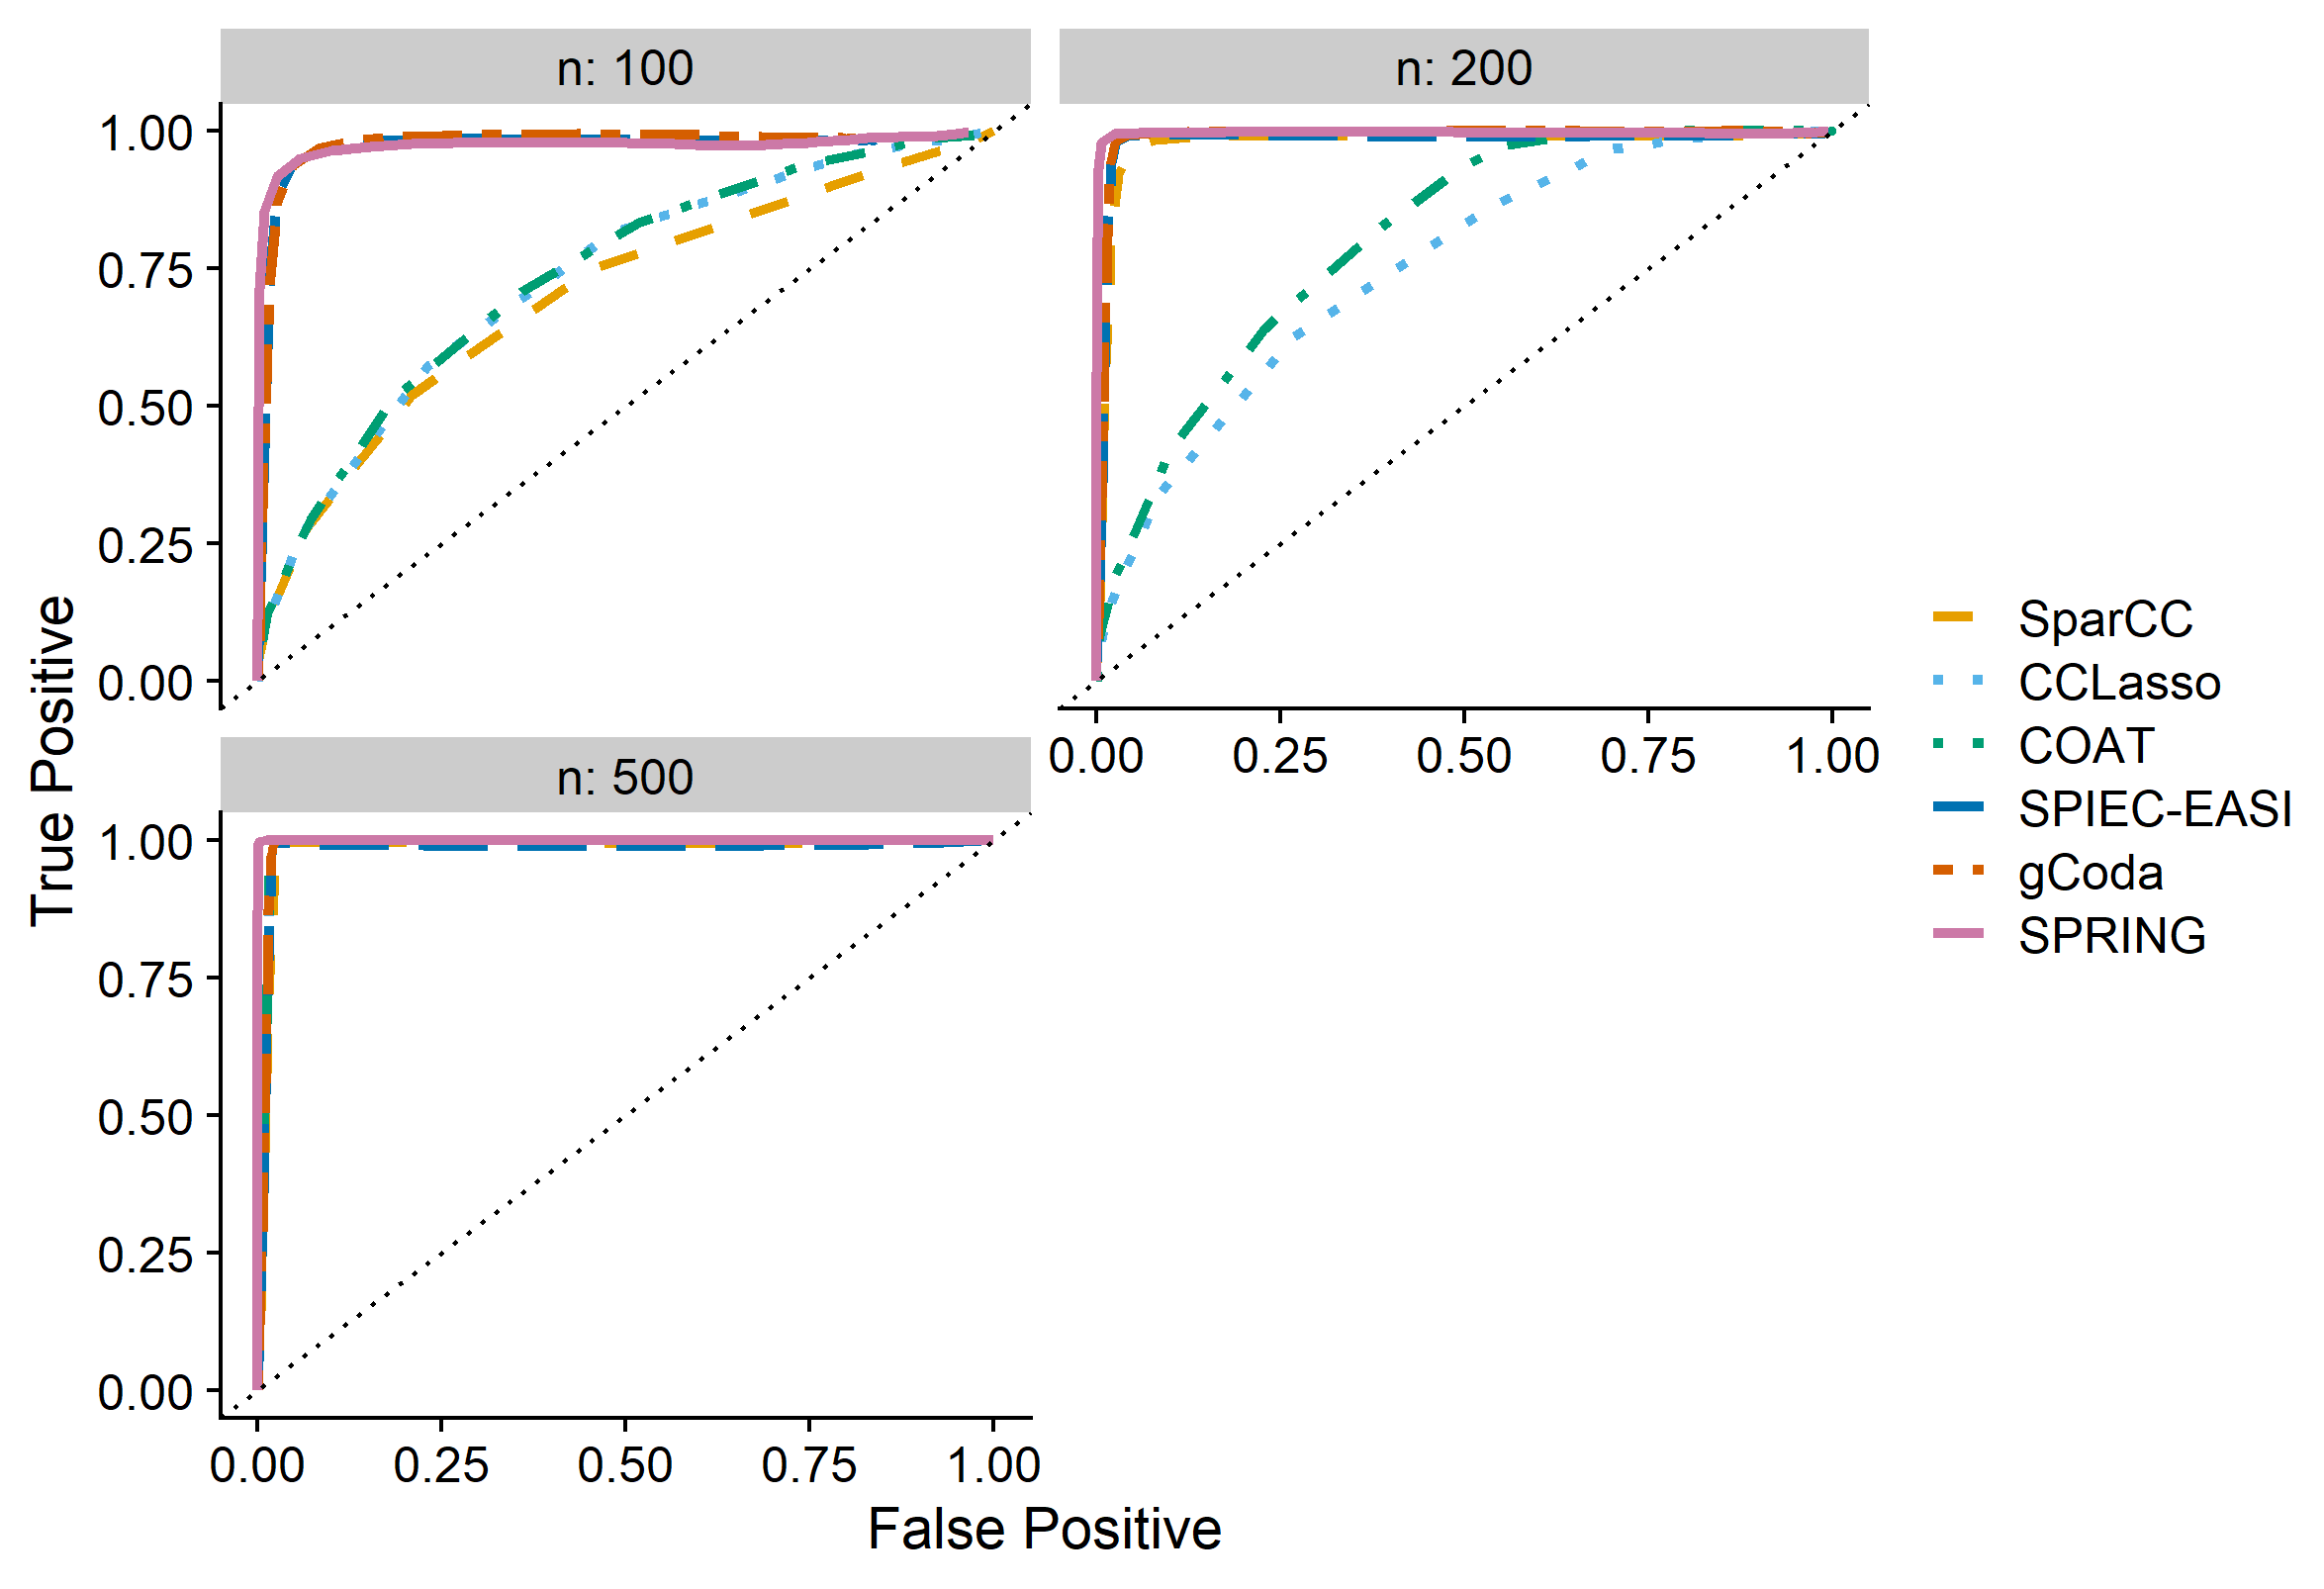 n: 100
n: 200
1.00
0.75
0.50
0.25
0.00
0.00 0.25 0.50 0.75 1.00
n: 500
1.00
0.75
0.50
0.25
0.00
0.00 0.25 0.50 0.75 1.00
True Positive
False Positive
SparCC
CCLasso
COAT
SPIEC-EASI
gCoda
SPRING